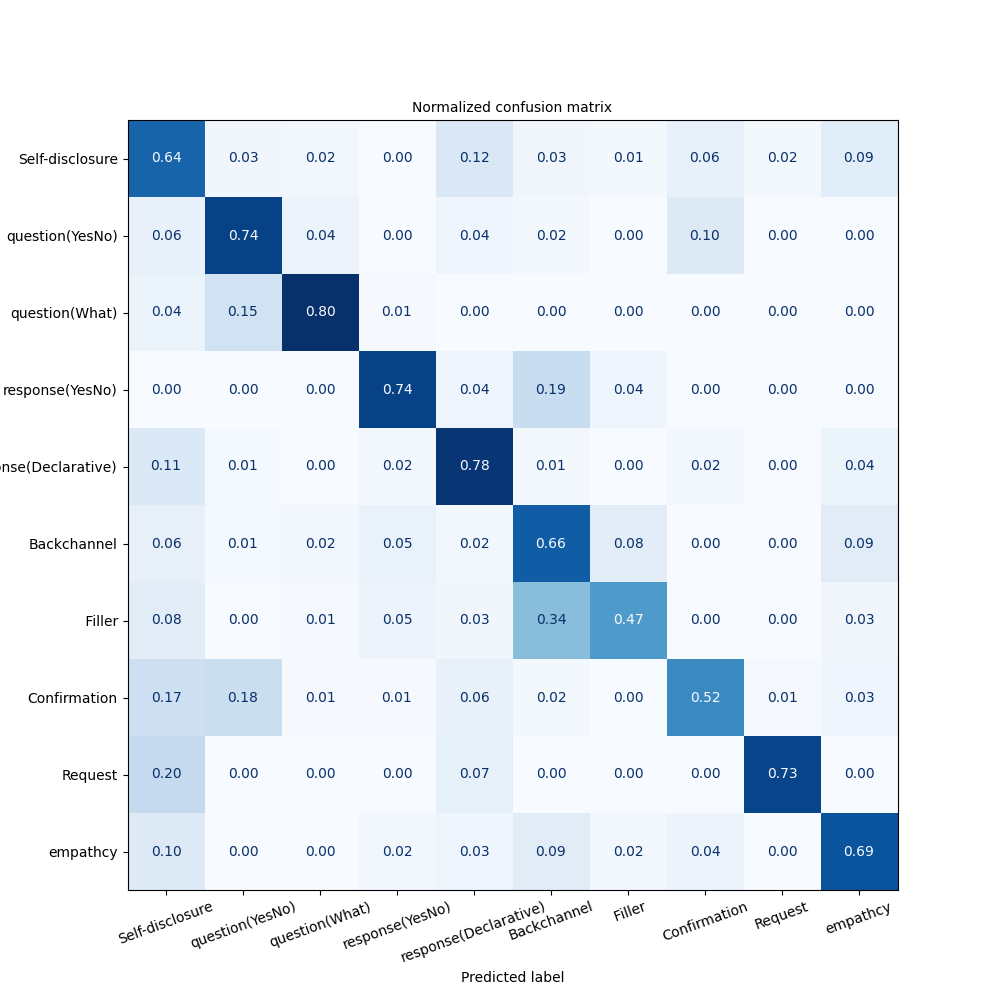 Normalized confusion matrix
Self-disclosure 0.64 0.03 0.02 0.00 0.12 0.03 0.01 0.06 0.02 0.09
question(YesNo) 0.06 0.74 0.04 0.00 0.04 0.02 0.00 0.10 0.00 0.00
question(What) 0.04 0.15 0.80 0.01 0.00 0.00 0.00 0.00 0.00 0.00
response(YesNo) 0.00 0.00 0.00 0.74 0.04 0.19 0.04 0.00 0.00 0.00
nse(Declarative) 0.11 0.01 0.00 0.02 0.78 0.01 0.00 0.02 0.00 0.04
Backchannel 0.06 0.01 0.02 0.05 0.02 0.66 0.08 0.00 0.00 0.09
Filler 0.08 0.00 0.01 0.05 0.03 0.34 0.47 0.00 0.00 0.03
Confirmation 0.17 0.18 0.01 0.01 0.06 0.02 0.00 0.52 0.01 0.03
Request 0.20 0.00 0.00 0.00 0.07 0.00 0.00 0.00 0.73 0.00
empathcy 0.10 0.00 0.00 0.02 0.03 0.09 0.02 0.04 0.00 0.69
Self-disclosure question(YesNo) question(What) response(YesNo) response(Declarative) Backchannel Filler Confirmation Request empathcy
Predicted label